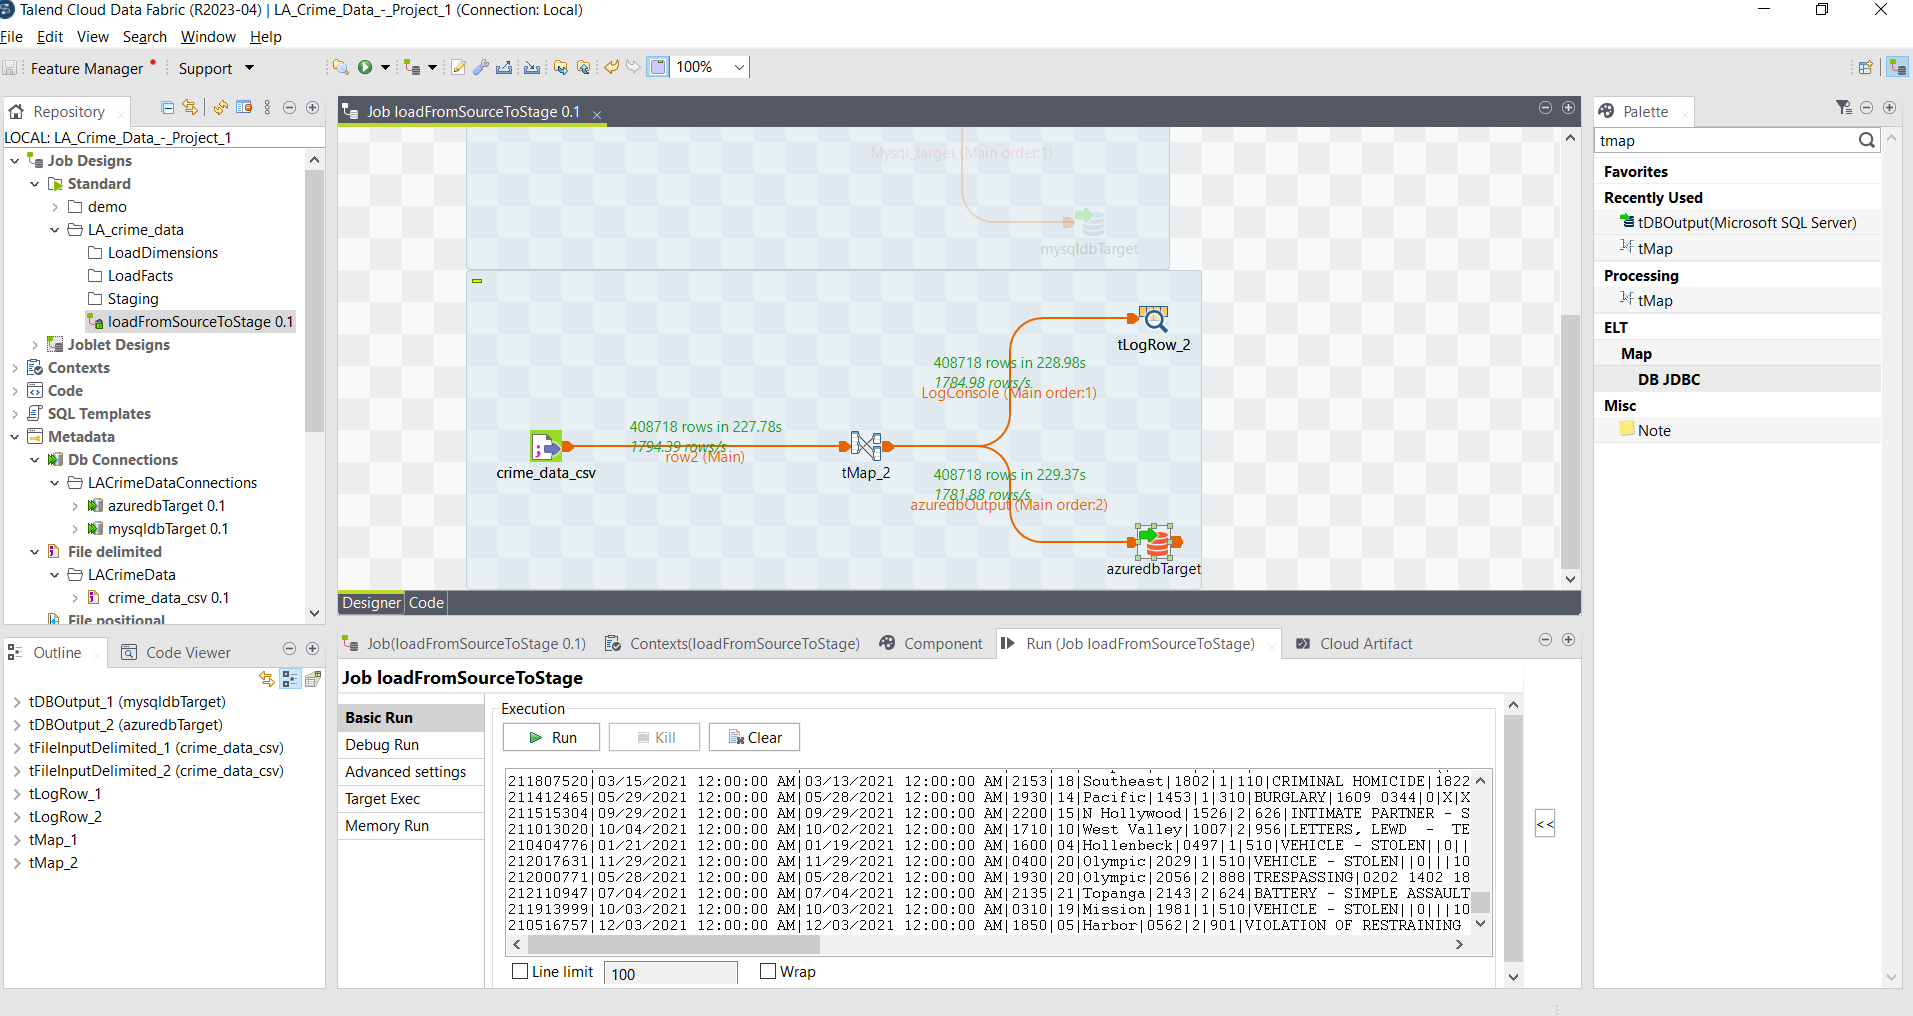 Talend Cloud Data Fabric (R2023-04) | LA_Crime_Data_-_Project_1 (Connection: Local)
File Edit View Search Window Help
Feature Manager Support 100%
Repository
LOCAL: LA_Crime_Data_-_Project_1
Job Designs
Standard
demo
LA_crime_data
LoadDimensions
LoadFacts
Staging
loadFromSourceToStage 0.1
Joblet Designs
Contexts
Code
SQL Templates
Metadata
Db Connections
LACrimeDataConnections
azuredbTarget 0.1
mysqldbTarget 0.1
File delimited
LACrimeData
crime_data_csv 0.1
File positional
Outline
Code Viewer
tDBOutput_1 (mysqldbTarget)
tDBOutput_2 (azuredbTarget)
tFileInputDelimited_1 (crime_data_csv)
tFileInputDelimited_2 (crime_data_csv)
tLogRow_1
tLogRow_2
tMap_1
tMap_2
Job loadFromSourceToStage 0.1
Mysql_target (Main order:1)
mysqldbTarget
tLogRow_2
408718 rows in 228.98s
1784.98 rows/s
LogConsole (Main order:1)
408718 rows in 227.78s
1794.39 rows/s
row2 (Main)
crime_data_csv
tMap_2
408718 rows in 229.37s
1781.88 rows/s
azuredbOutput (Main order:2)
azuredbTarget
Designer Code
Job(loadFromSourceToStage 0.1)
Contexts(loadFromSourceToStage)
Component
Run (Job loadFromSourceToStage)
Cloud Artifact
Job loadFromSourceToStage
Basic Run
Debug Run
Advanced settings
Target Exec
Memory Run
Execution
Run
Kill
Clear
211807520|03/15/2021 12:00:00 AM|03/13/2021 12:00:00 AM|2153|18|Southeast|1802|1|110|CRIMINAL HOMICIDE|1822
211412465|05/29/2021 12:00:00 AM|05/28/2021 12:00:00 AM|1930|14|Pacific|1453|1|310|BURGLARY|1609 0344|0|X|X
211515304|09/29/2021 12:00:00 AM|09/29/2021 12:00:00 AM|2200|15|N Hollywood|1526|2|626|INTIMATE PARTNER - S
211013020|10/04/2021 12:00:00 AM|10/02/2021 12:00:00 AM|1710|10|West Valley|1007|2|956|LETTERS, LEWD  -  TE
210404776|01/21/2021 12:00:00 AM|01/19/2021 12:00:00 AM|1600|04|Hollenbeck|0497|1|510|VEHICLE - STOLEN||0||
212017631|11/29/2021 12:00:00 AM|11/29/2021 12:00:00 AM|0400|20|Olympic|2029|1|510|VEHICLE - STOLEN||0|||10
212000771|05/28/2021 12:00:00 AM|05/28/2021 12:00:00 AM|1930|20|Olympic|2056|2|888|TRESPASSING|0202 1402 18
212110947|07/04/2021 12:00:00 AM|07/04/2021 12:00:00 AM|2135|21|Topanga|2143|2|624|BATTERY - SIMPLE ASSAULT
211913999|10/03/2021 12:00:00 AM|10/03/2021 12:00:00 AM|0310|19|Mission|1981|1|510|VEHICLE - STOLEN||0|||10
210516757|12/03/2021 12:00:00 AM|12/03/2021 12:00:00 AM|1850|05|Harbor|0562|2|901|VIOLATION OF RESTRAINING
Line limit 100 Wrap
<<
Palette
tmap
Favorites
Recently Used
tDBOutput(Microsoft SQL Server)
tMap
Processing
tMap
ELT
Map
DB JDBC
Misc
Note